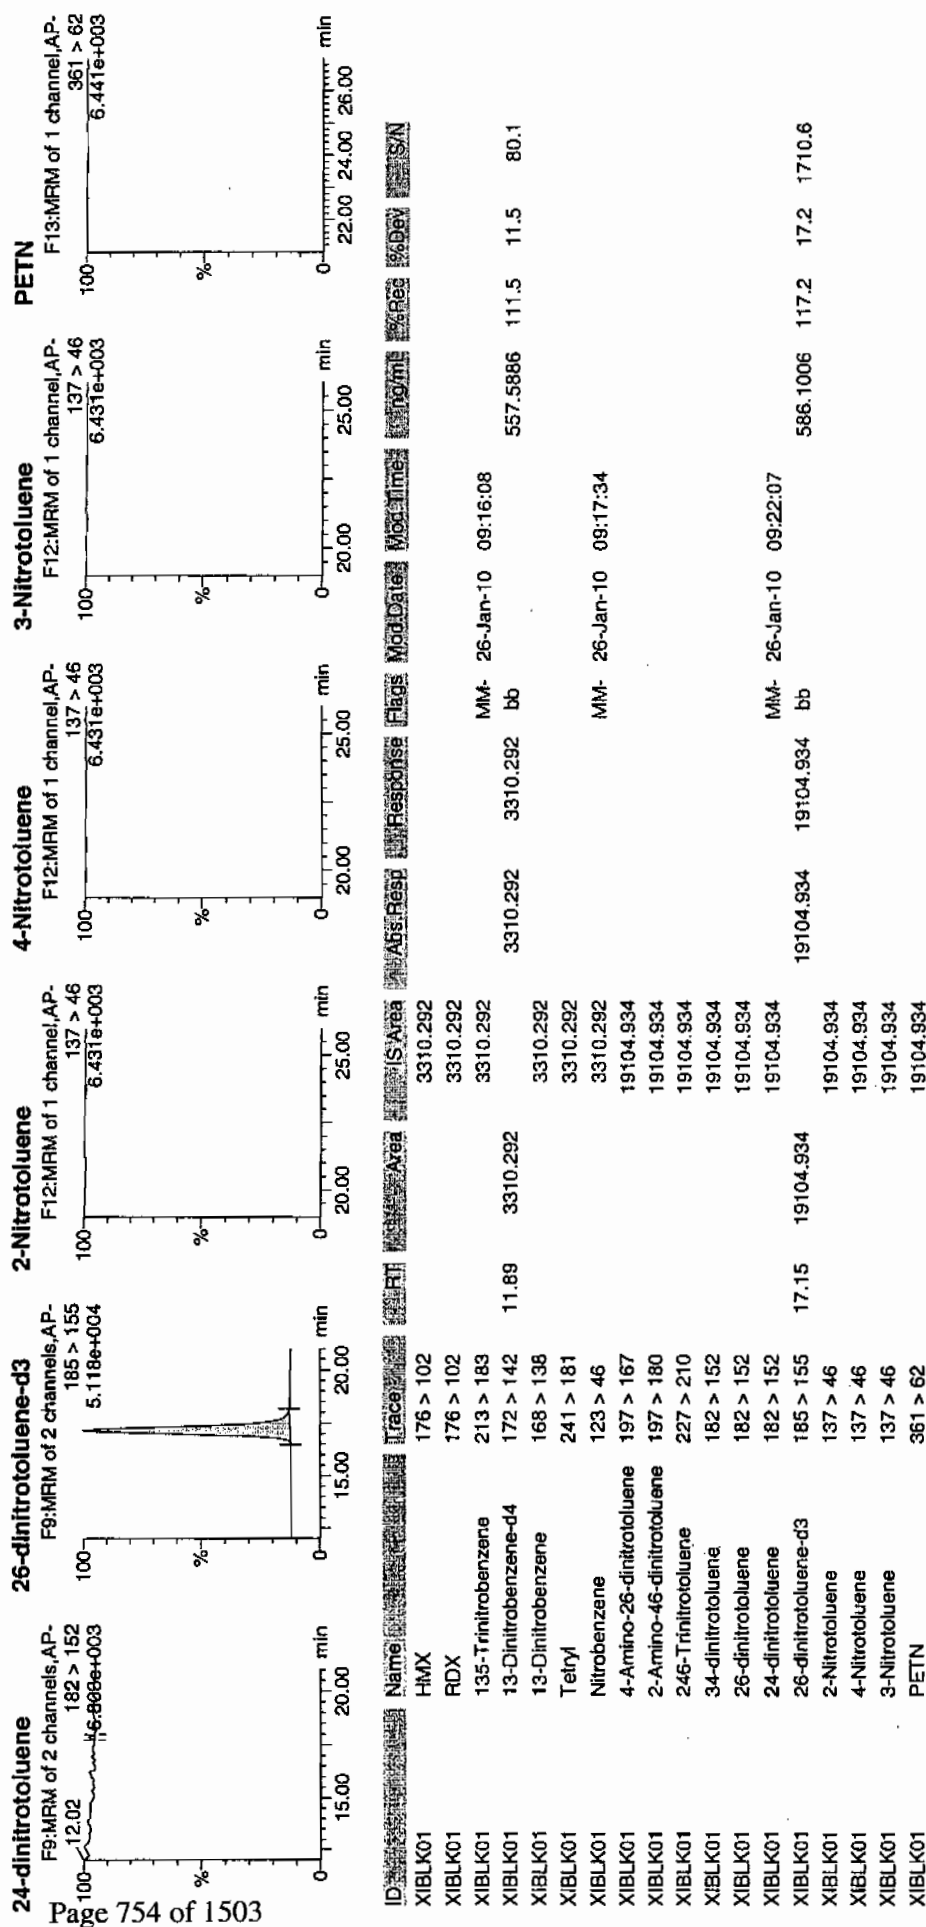 24-dinitrotoluene
F9:MRM of 2 channels,AP-
182 > 152
6.808e+003
12.02
100
%
0
15.00
20.00
min
26-dinitrotoluene-d3
F9:MRM of 2 channels,AP-
185 > 155
5.118e+004
100
%
0
15.00
20.00
min
2-Nitrotoluene
F12:MRM of 1 channel,AP-
137 > 46
6.431e+003
100
%
0
20.00
25.00
min
4-Nitrotoluene
F12:MRM of 1 channel,AP-
137 > 46
6.431e+003
100
%
0
20.00
25.00
min
3-Nitrotoluene
F12:MRM of 1 channel,AP-
137 > 46
6.431e+003
100
%
0
20.00
25.00
min
PETN
F13:MRM of 1 channel,AP-
361 > 62
6.441e+003
100
%
0
22.00
24.00
26.00
min
ID Name Trace RT Area IS Area Abs.Resp Response Flags Mod.Date Mod.Time ng/mL %Rec %Dev S/N
XIBLK01 HMX 176 > 102 3310.292
XIBLK01 RDX 176 > 102 3310.292
XIBLK01 135-Trinitrobenzene 213 > 183 3310.292 MM- 26-Jan-10 09:16:08
XIBLK01 13-Dinitrobenzene-d4 172 > 142 11.89 3310.292 3310.292 3310.292 bb 557.5886 111.5 11.5 80.1
XIBLK01 13-Dinitrobenzene 168 > 138 3310.292
XIBLK01 Tetryl 241 > 181 3310.292
XIBLK01 Nitrobenzene 123 > 46 3310.292 MM- 26-Jan-10 09:17:34
XIBLK01 4-Amino-26-dinitrotoluene 197 > 167 19104.934
XIBLK01 2-Amino-46-dinitrotoluene 197 > 180 19104.934
XIBLK01 246-Trinitrotoluene 227 > 210 19104.934
XIBLK01 34-dinitrotoluene 182 > 152 19104.934
XIBLK01 26-dinitrotoluene 182 > 152 19104.934
XIBLK01 24-dinitrotoluene 182 > 152 19104.934 MM- 26-Jan-10 09:22:07
XIBLK01 26-dinitrotoluene-d3 185 > 155 17.15 19104.934 19104.934 19104.934 bb 586.1006 117.2 17.2 1710.6
XIBLK01 2-Nitrotoluene 137 > 46 19104.934
XIBLK01 4-Nitrotoluene 137 > 46 19104.934
XIBLK01 3-Nitrotoluene 137 > 46 19104.934
XIBLK01 PETN 361 > 62 19104.934
Page 754 of 1503